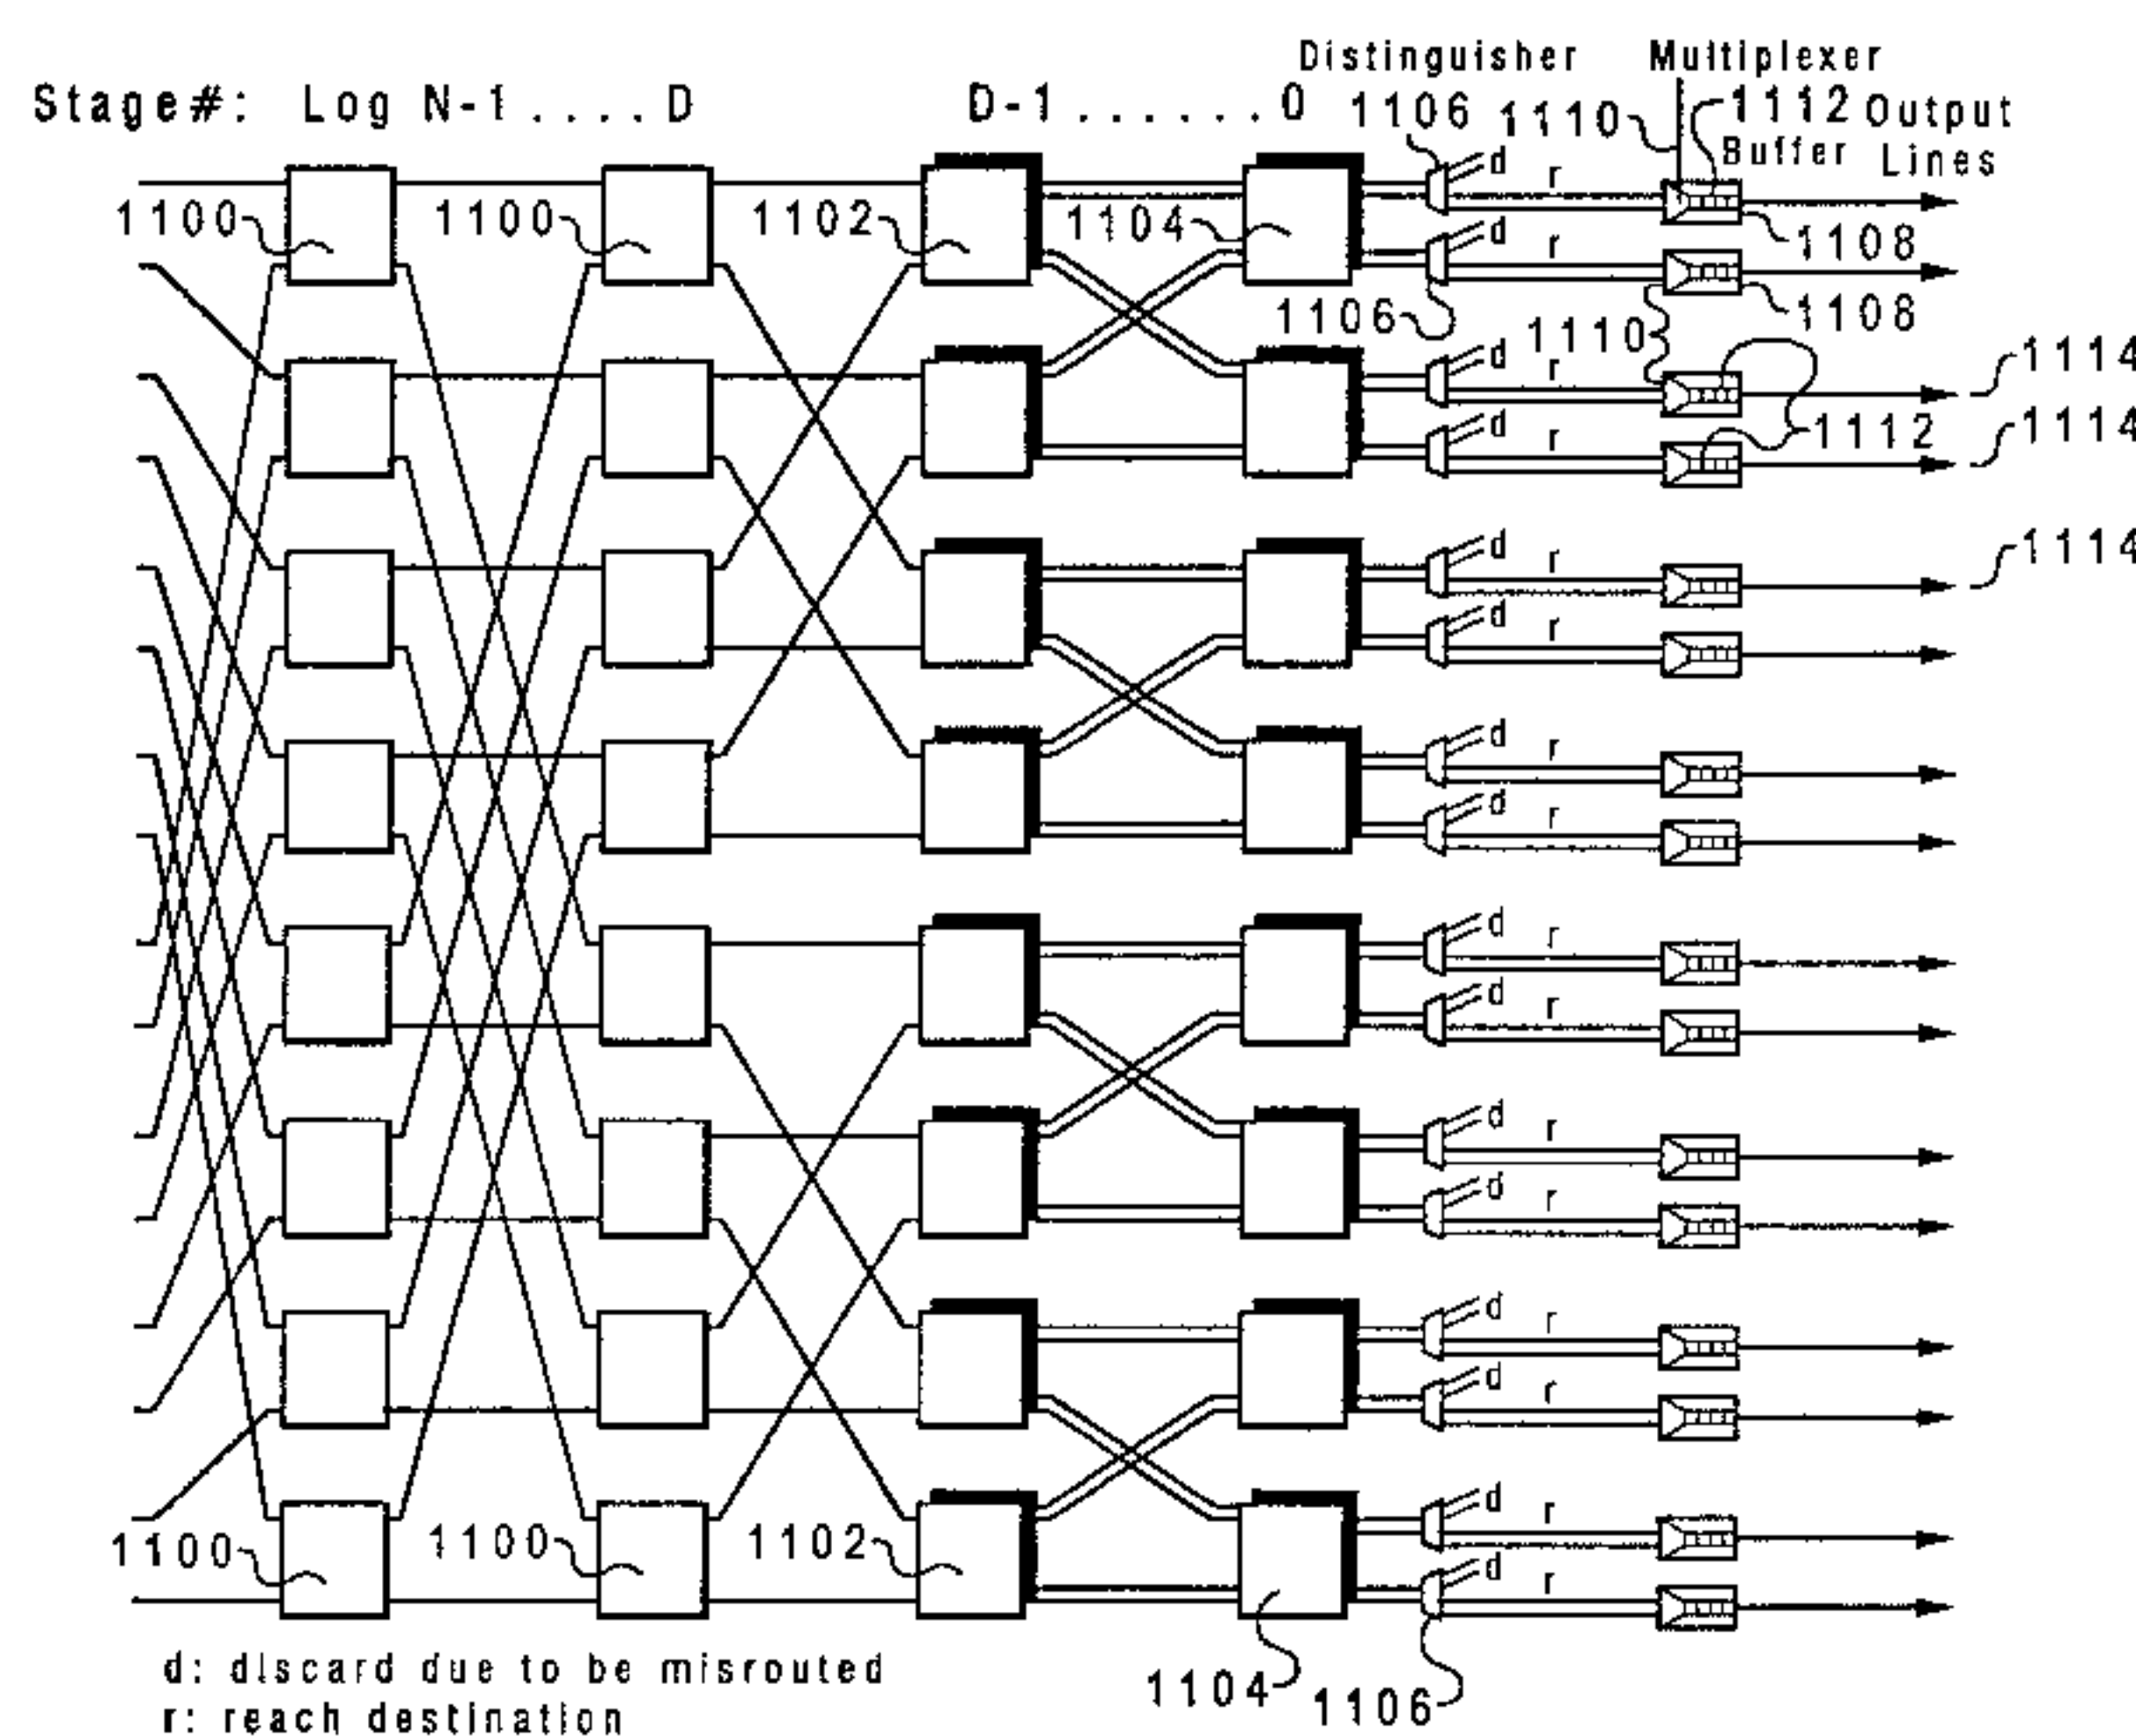 Distinguisher Multiplexer
Stage#: Log N-1 .... D D-1 ...... 0 1106 1110 1112 Output
Buffer Lines
d r
1100 1100 1102 1104
d r 1108
1106 1110 1108
d r 1114
d r 1112 1114
d r 1114
d r
d r
d r
d r
d r
d r
d r
d r
d r
d r
1100 1100 1102 d r
d: discard due to be misrouted
r: reach destination
1104 1106